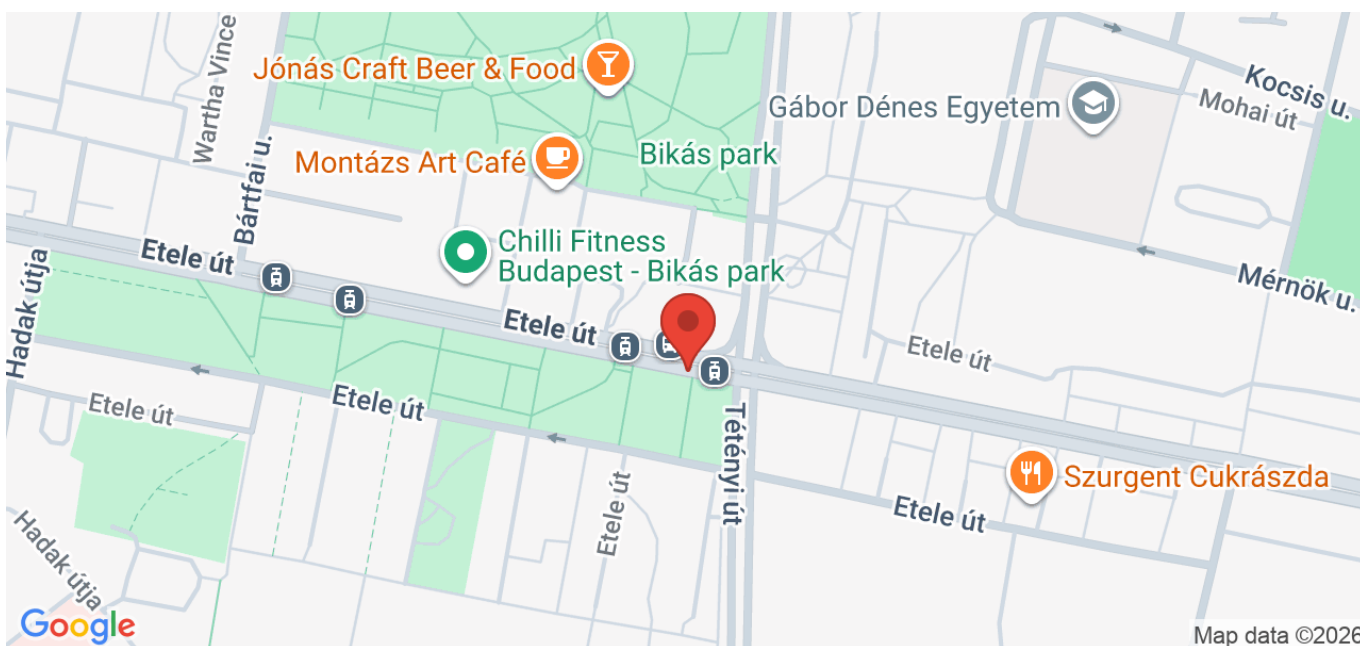 Wartha Vince
Jónás Craft Beer & Food
Kocsis u.
Mohai út
Gábor Dénes Egyetem
Bikás park
Montázs Art Café
Bártfai u.
Chilli Fitness
Budapest - Bikás park
Etele út
Hadak útja
Mérnök u.
Etele út
Etele út
Etele út
Etele út
Tétényi út
Szurgent Cukrászda
Etele út
Etele út
Hadak útja
Google
Map data ©2026